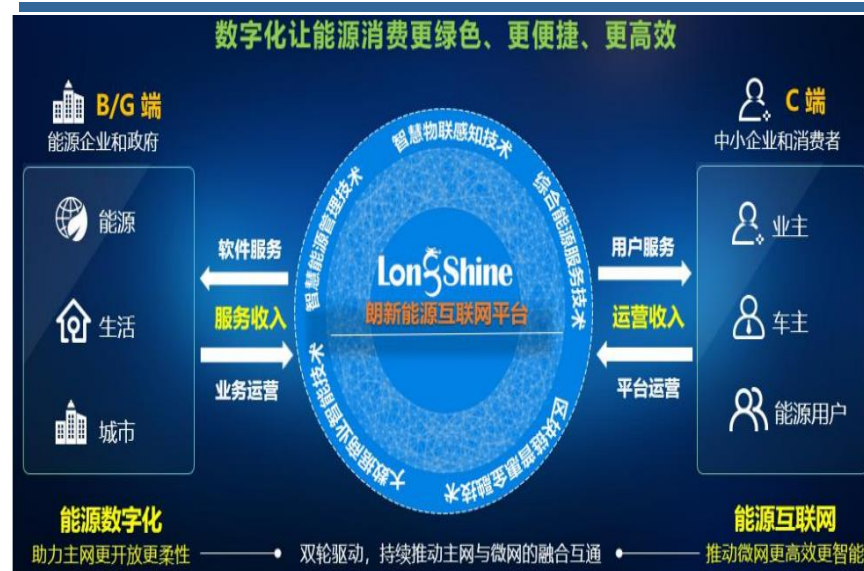 数字化让能源消费更绿色、更便捷、更高效
B/G 端
能源企业和政府
能源
生活
城市
能源数字化
助力主网更开放更柔性
软件服务
服务收入
业务运营
智慧能源管理技术
智慧物联感知技术
综合能源服务技术
区块链普惠金融技术
大数据商业智能技术
LongShine
朗新能源互联网平台
用户服务
运营收入
平台运营
C 端
中小企业和消费者
业主
车主
能源用户
能源互联网
推动微网更高效更智能
双轮驱动，持续推动主网与微网的融合互通